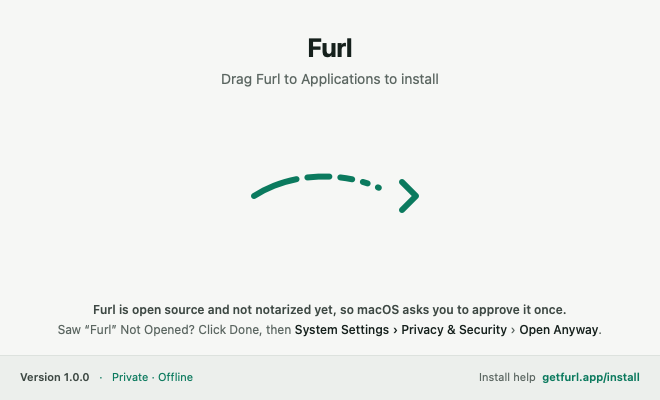 Furl
Drag Furl to Applications to install
Furl is open source and not notarized yet, so macOS asks you to approve it once.
Saw “Furl” Not Opened? Click Done, then System Settings › Privacy & Security › Open Anyway.
Version 1.0.0 · Private · Offline
Install help getfurl.app/install